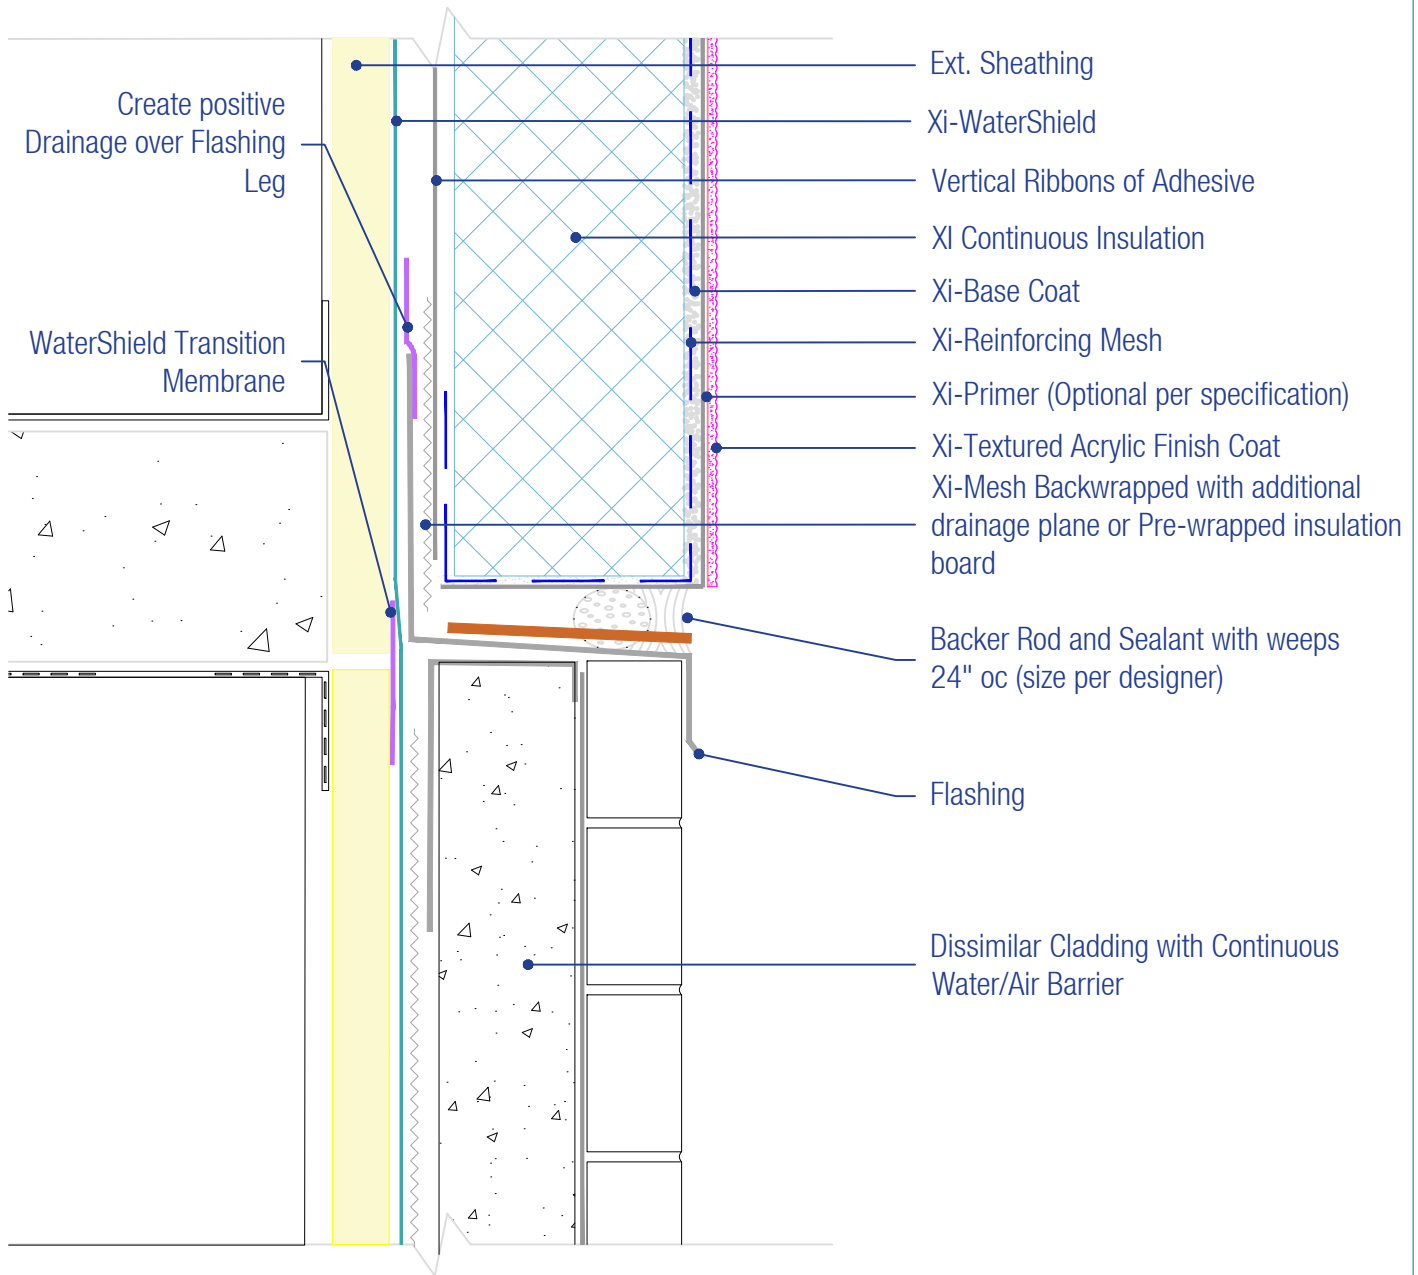 Create positive
Drainage over Flashing
Leg
WaterShield Transition
Membrane
Ext. Sheathing
Xi-WaterShield
Vertical Ribbons of Adhesive
XI Continuous Insulation
Xi-Base Coat
Xi-Reinforcing Mesh
Xi-Primer (Optional per specification)
Xi-Textured Acrylic Finish Coat
Xi-Mesh Backwrapped with additional
drainage plane or Pre-wrapped insulation
board
Backer Rod and Sealant with weeps
24" oc (size per designer)
Flashing
Dissimilar Cladding with Continuous
Water/Air Barrier